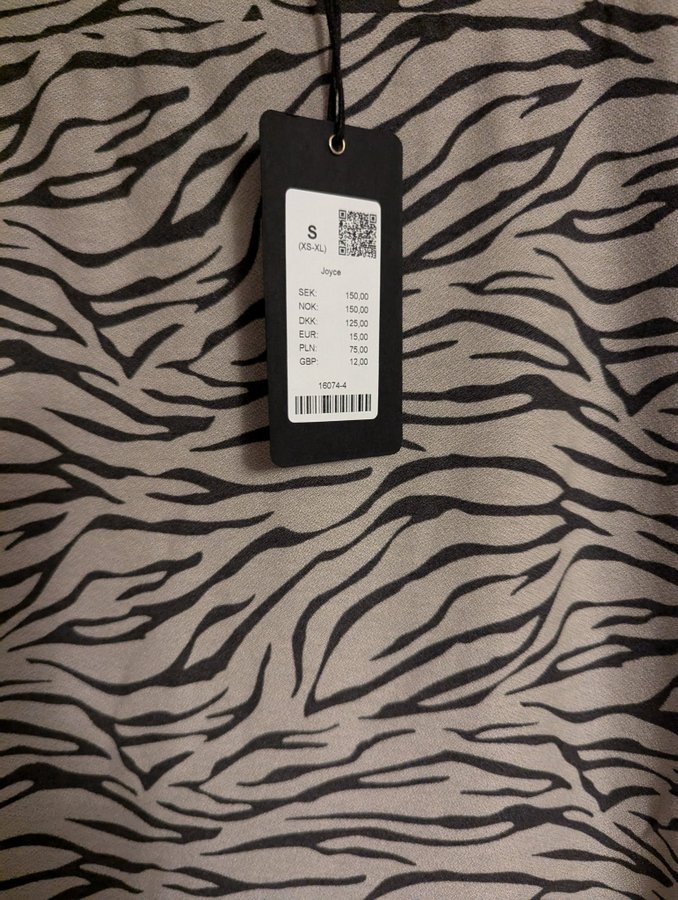 S
(XS-XL)
Joyce
SEK: 150,00
NOK: 150,00
DKK: 125,00
EUR: 15,00
PLN: 75,00
GBP: 12,00
16074-4